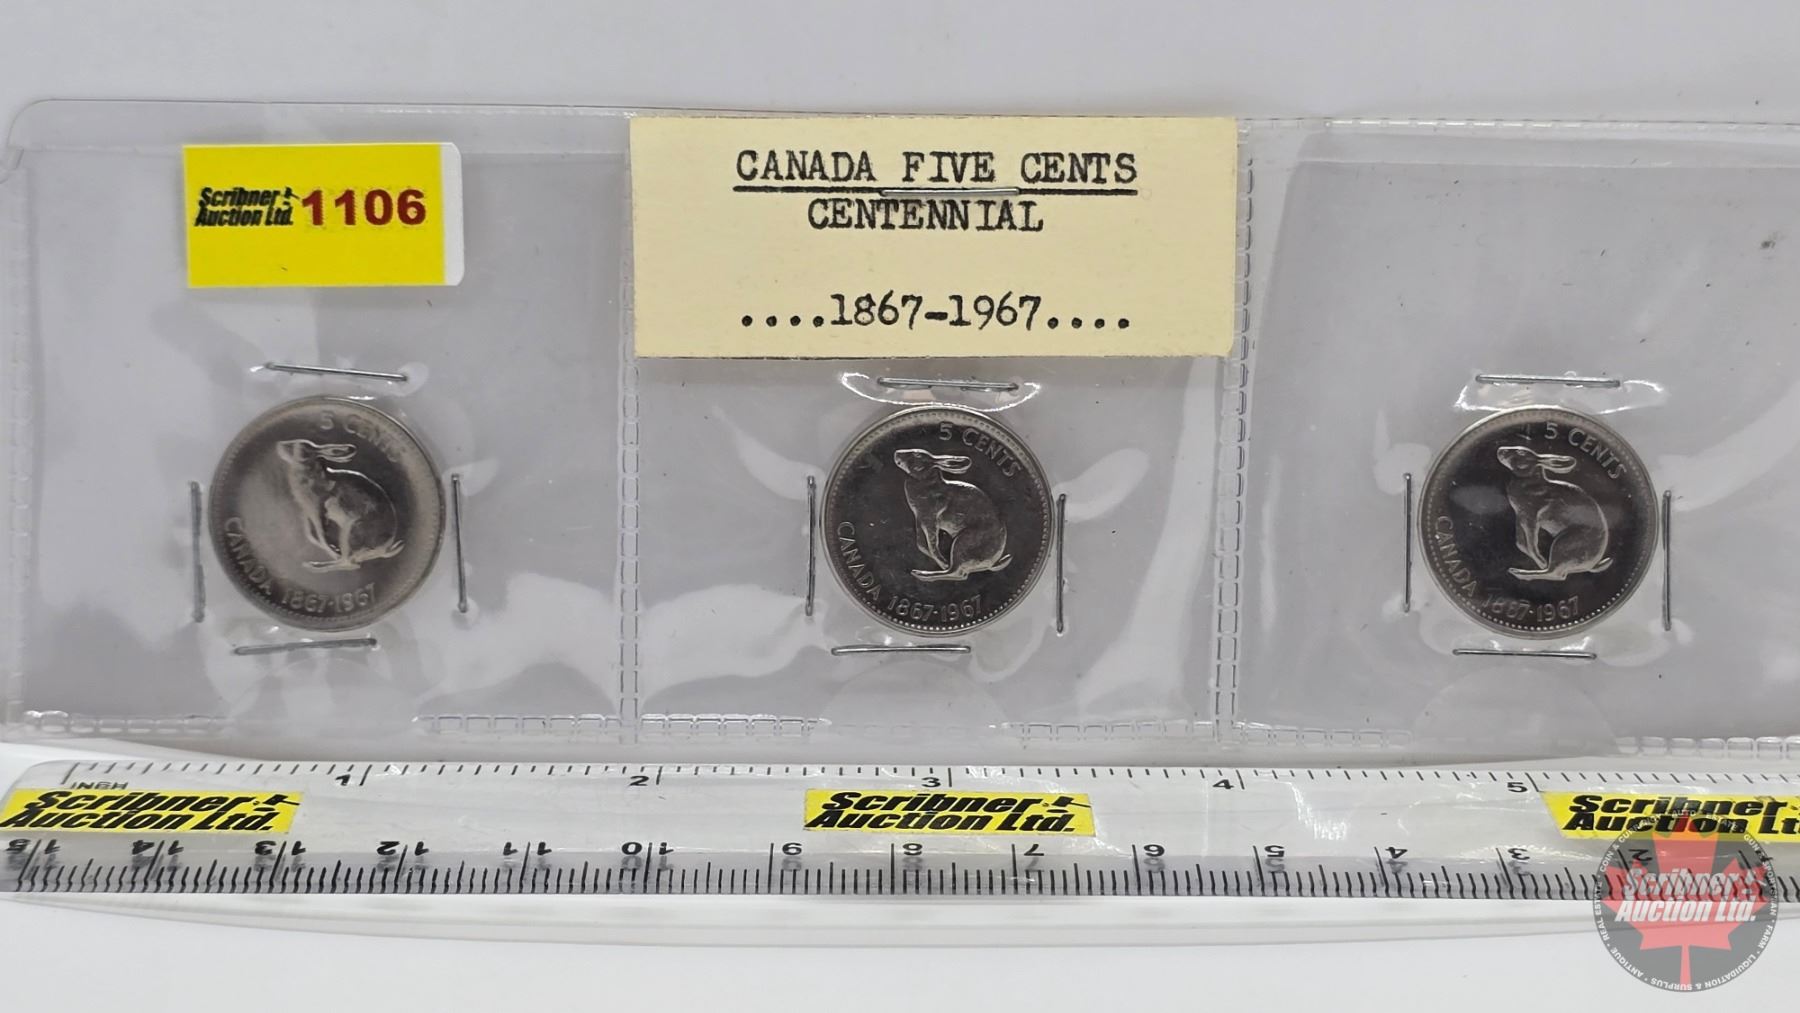 Scribner
Auction Ltd.
1106
CANADA FIVE CENTS
CENTENNIAL
....1867-1967....
5 CENTS
CANADA 1867-1967
5 CENTS
CANADA 1867-1967
5 CENTS
CANADA 1867-1967
1 2 3 4 5
Scribner
Auction Ltd.
Scribner
Auction Ltd.
Scribner
Auction Lt
15 14 13 12 11 10 9 8 7 6 5 4 3 2
Scribner
Auction Ltd.